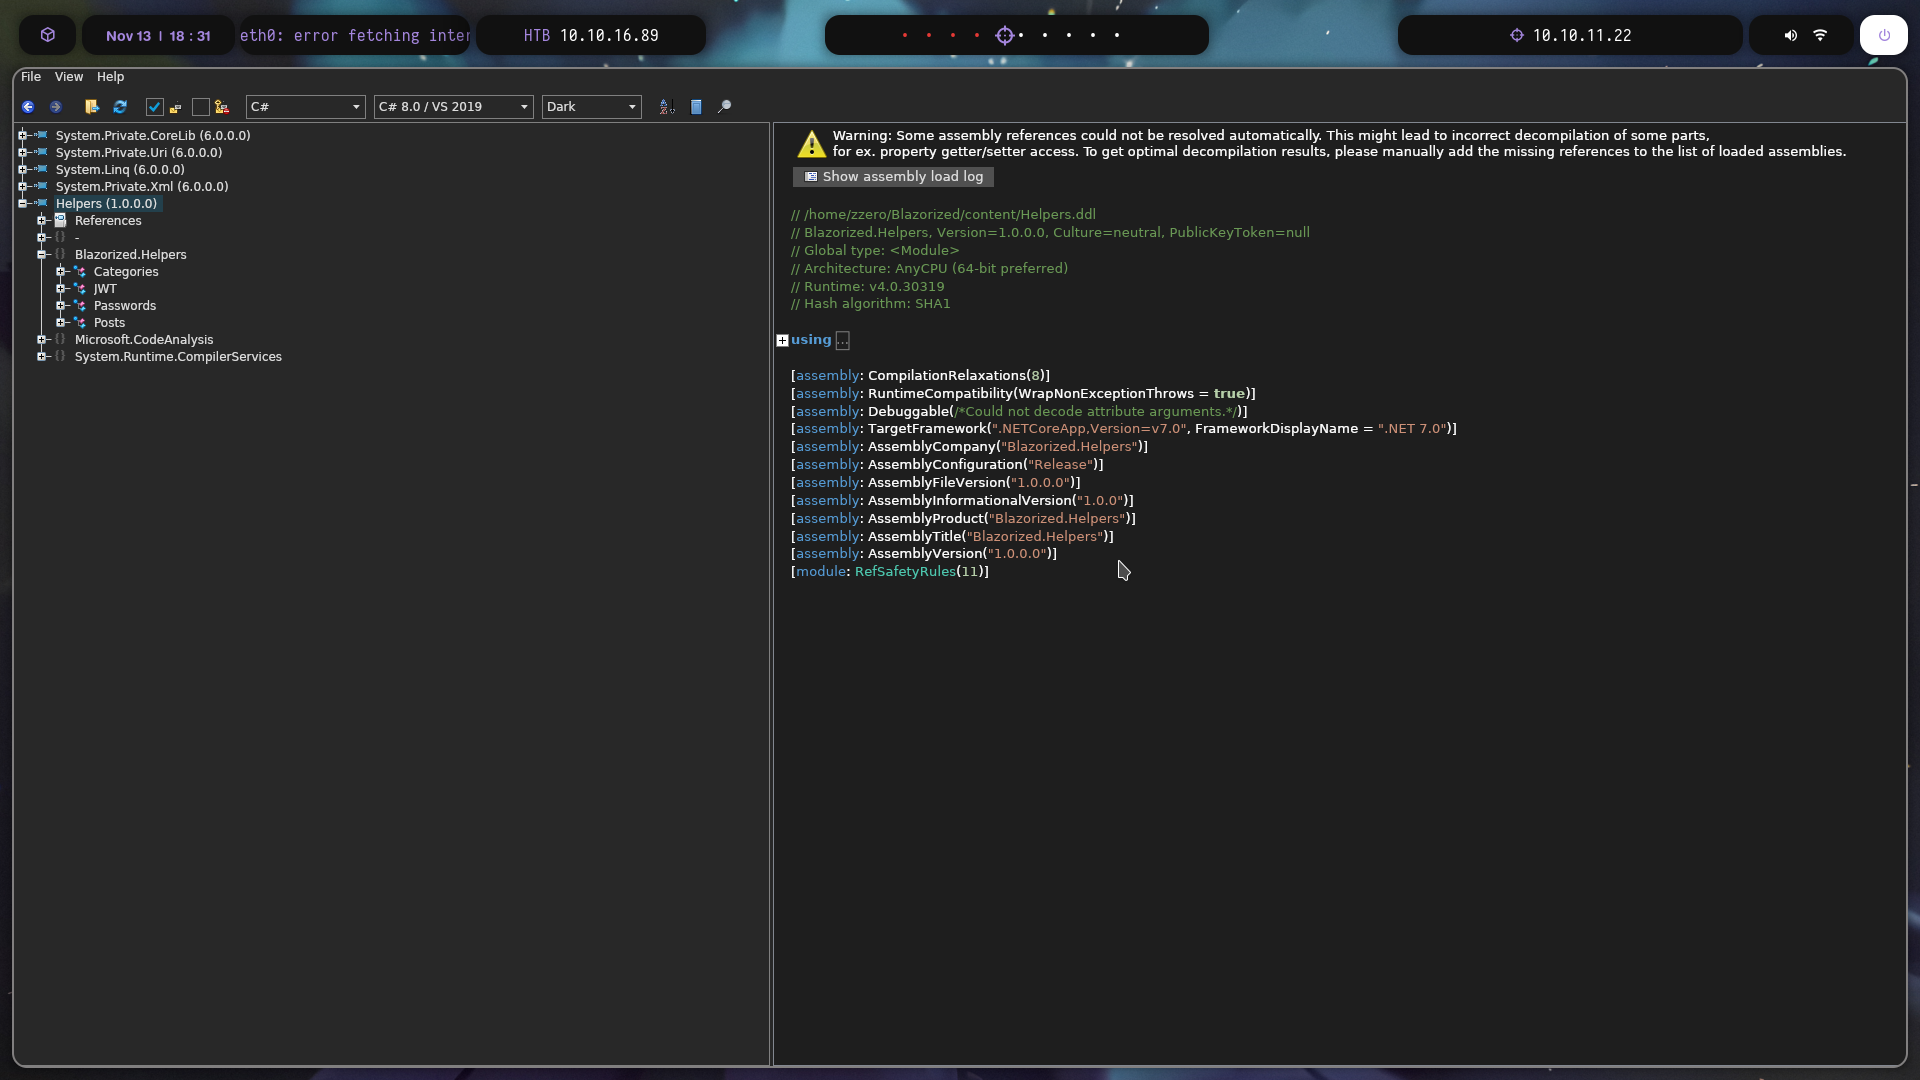 Nov 13 | 18 : 31
eth0: error fetching inter
HTB 10.10.16.89
10.10.11.22
File View Help
C#
C# 8.0 / VS 2019
Dark
System.Private.CoreLib (6.0.0.0)
System.Private.Uri (6.0.0.0)
System.Linq (6.0.0.0)
System.Private.Xml (6.0.0.0)
Helpers (1.0.0.0)
References
-
Blazorized.Helpers
Categories
JWT
Passwords
Posts
Microsoft.CodeAnalysis
System.Runtime.CompilerServices
Warning: Some assembly references could not be resolved automatically. This might lead to incorrect decompilation of some parts,
for ex. property getter/setter access. To get optimal decompilation results, please manually add the missing references to the list of loaded assemblies.
Show assembly load log
// /home/zzero/Blazorized/content/Helpers.ddl
// Blazorized.Helpers, Version=1.0.0.0, Culture=neutral, PublicKeyToken=null
// Global type: <Module>
// Architecture: AnyCPU (64-bit preferred)
// Runtime: v4.0.30319
// Hash algorithm: SHA1
using ...
[assembly: CompilationRelaxations(8)]
[assembly: RuntimeCompatibility(WrapNonExceptionThrows = true)]
[assembly: Debuggable(/*Could not decode attribute arguments.*/)]
[assembly: TargetFramework(".NETCoreApp,Version=v7.0", FrameworkDisplayName = ".NET 7.0")]
[assembly: AssemblyCompany("Blazorized.Helpers")]
[assembly: AssemblyConfiguration("Release")]
[assembly: AssemblyFileVersion("1.0.0.0")]
[assembly: AssemblyInformationalVersion("1.0.0")]
[assembly: AssemblyProduct("Blazorized.Helpers")]
[assembly: AssemblyTitle("Blazorized.Helpers")]
[assembly: AssemblyVersion("1.0.0.0")]
[module: RefSafetyRules(11)]